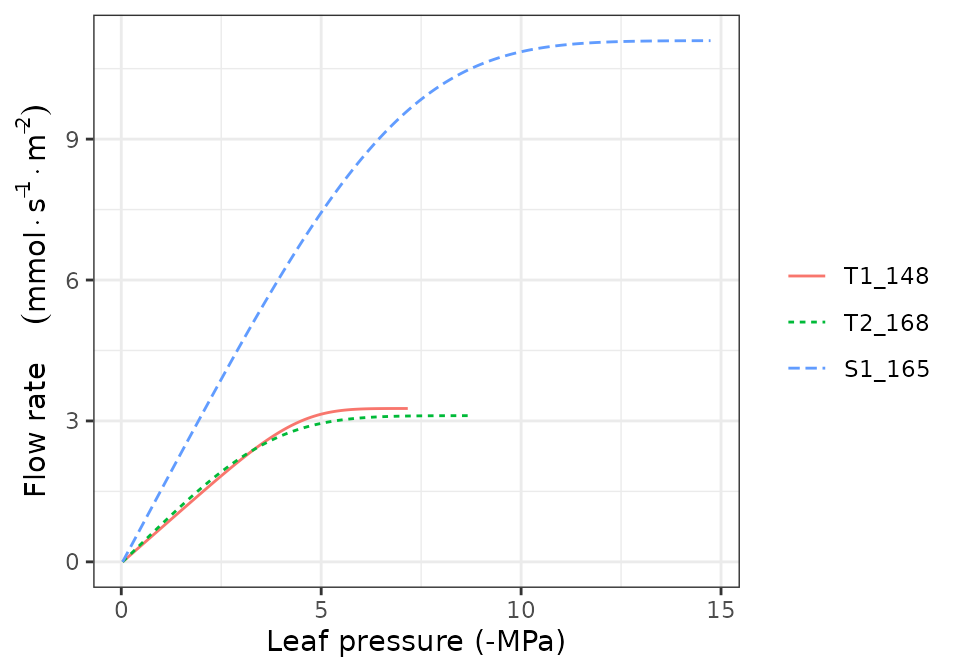 Flow rate (mmol·s⁻¹·m⁻²)
9
6
3
0
0 5 10 15
Leaf pressure (-MPa)
T1_148
T2_168
S1_165